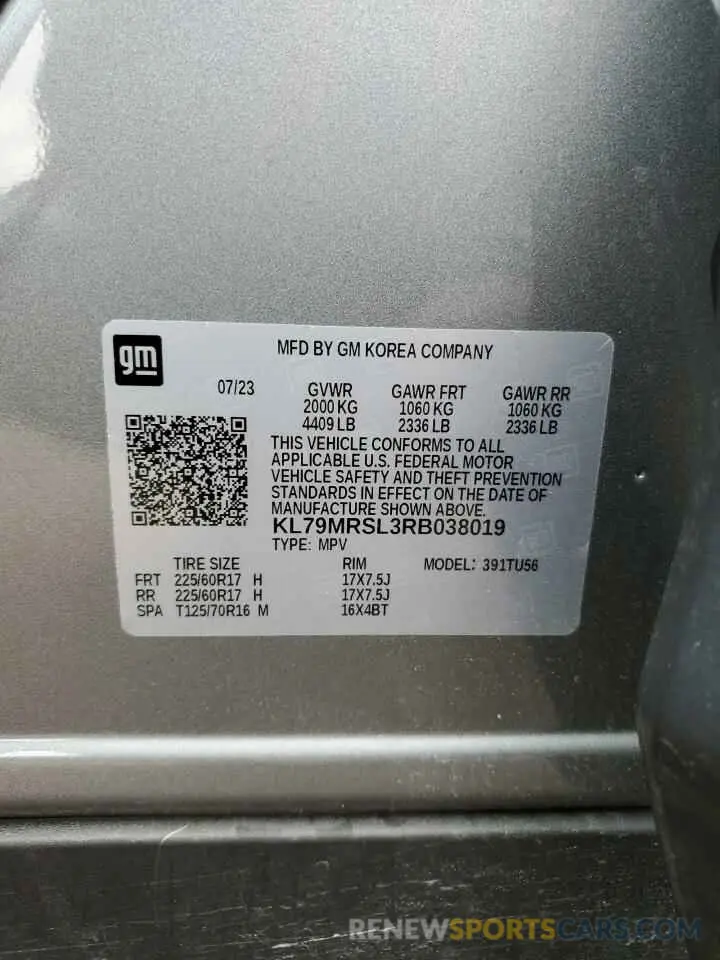 gm
MFD BY GM KOREA COMPANY
07/23 GVWR GAWR FRT GAWR RR
2000 KG 1060 KG 1060 KG
4409 LB 2336 LB 2336 LB
THIS VEHICLE CONFORMS TO ALL
APPLICABLE U.S. FEDERAL MOTOR
VEHICLE SAFETY AND THEFT PREVENTION
STANDARDS IN EFFECT ON THE DATE OF
MANUFACTURE SHOWN ABOVE.
KL79MRSL3RB038019
TYPE: MPV
TIRE SIZE RIM MODEL: 391TU56
FRT 225/60R17 H 17X7.5J
RR 225/60R17 H 17X7.5J
SPA T125/70R16 M 16X4BT
RENEWSPORTSCARS.COM